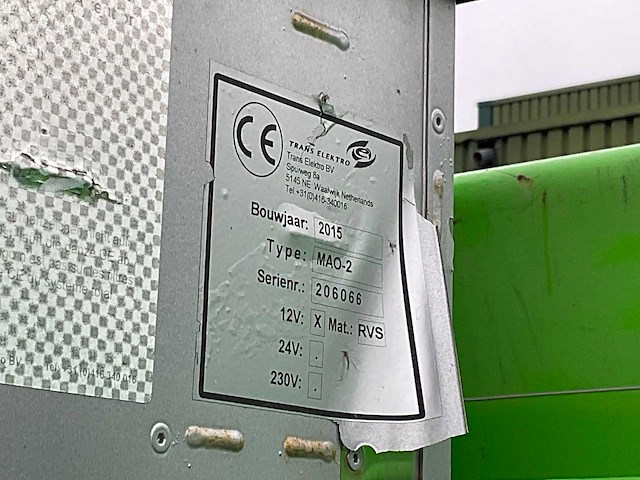 CE
TRANS ELEKTRO
Trans Elektro BV
Spuiweg 8a
5145 NE Waalwijk Netherlands
Tel +31(0)416-340016
Bouwjaar: 2015
Type: MAO-2
Serienr.: 206066
12V: X Mat.: RVS
24V: .
230V: .